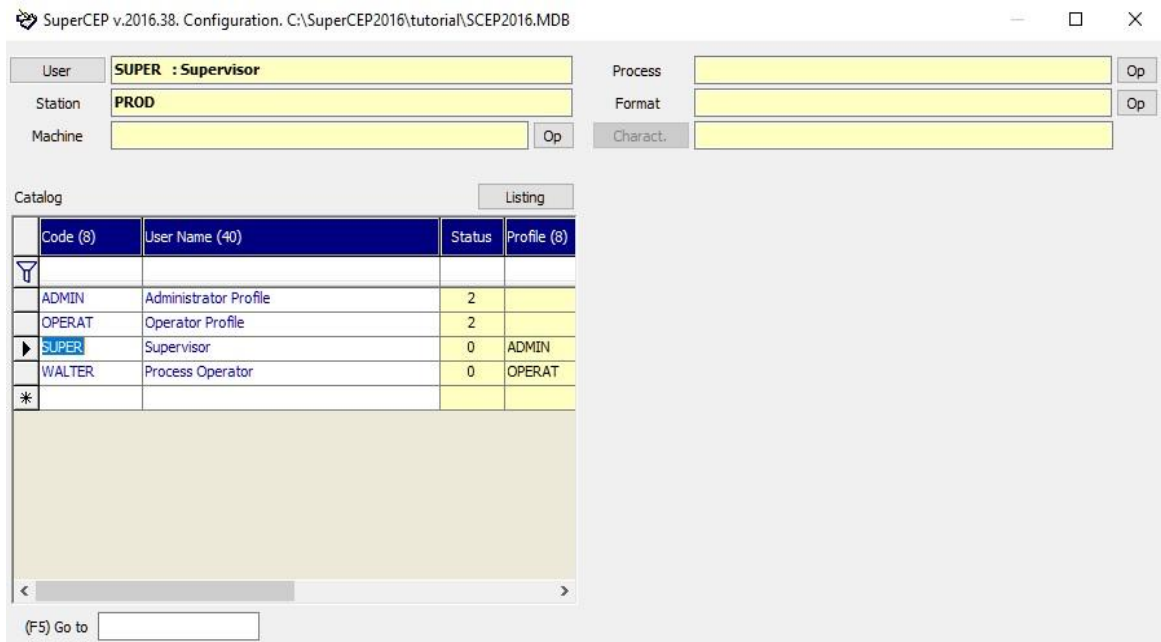 SuperCEP v.2016.38. Configuration. C:\SuperCEP2016\tutorial\SCEP2016.MDB
User SUPER : Supervisor Process Op
Station PROD Format Op
Machine Op Charact.
Catalog Listing
Code (8) User Name (40) Status Profile (8)
ADMIN Administrator Profile 2
OPERAT Operator Profile 2
SUPER Supervisor 0 ADMIN
WALTER Process Operator 0 OPERAT
(F5) Go to